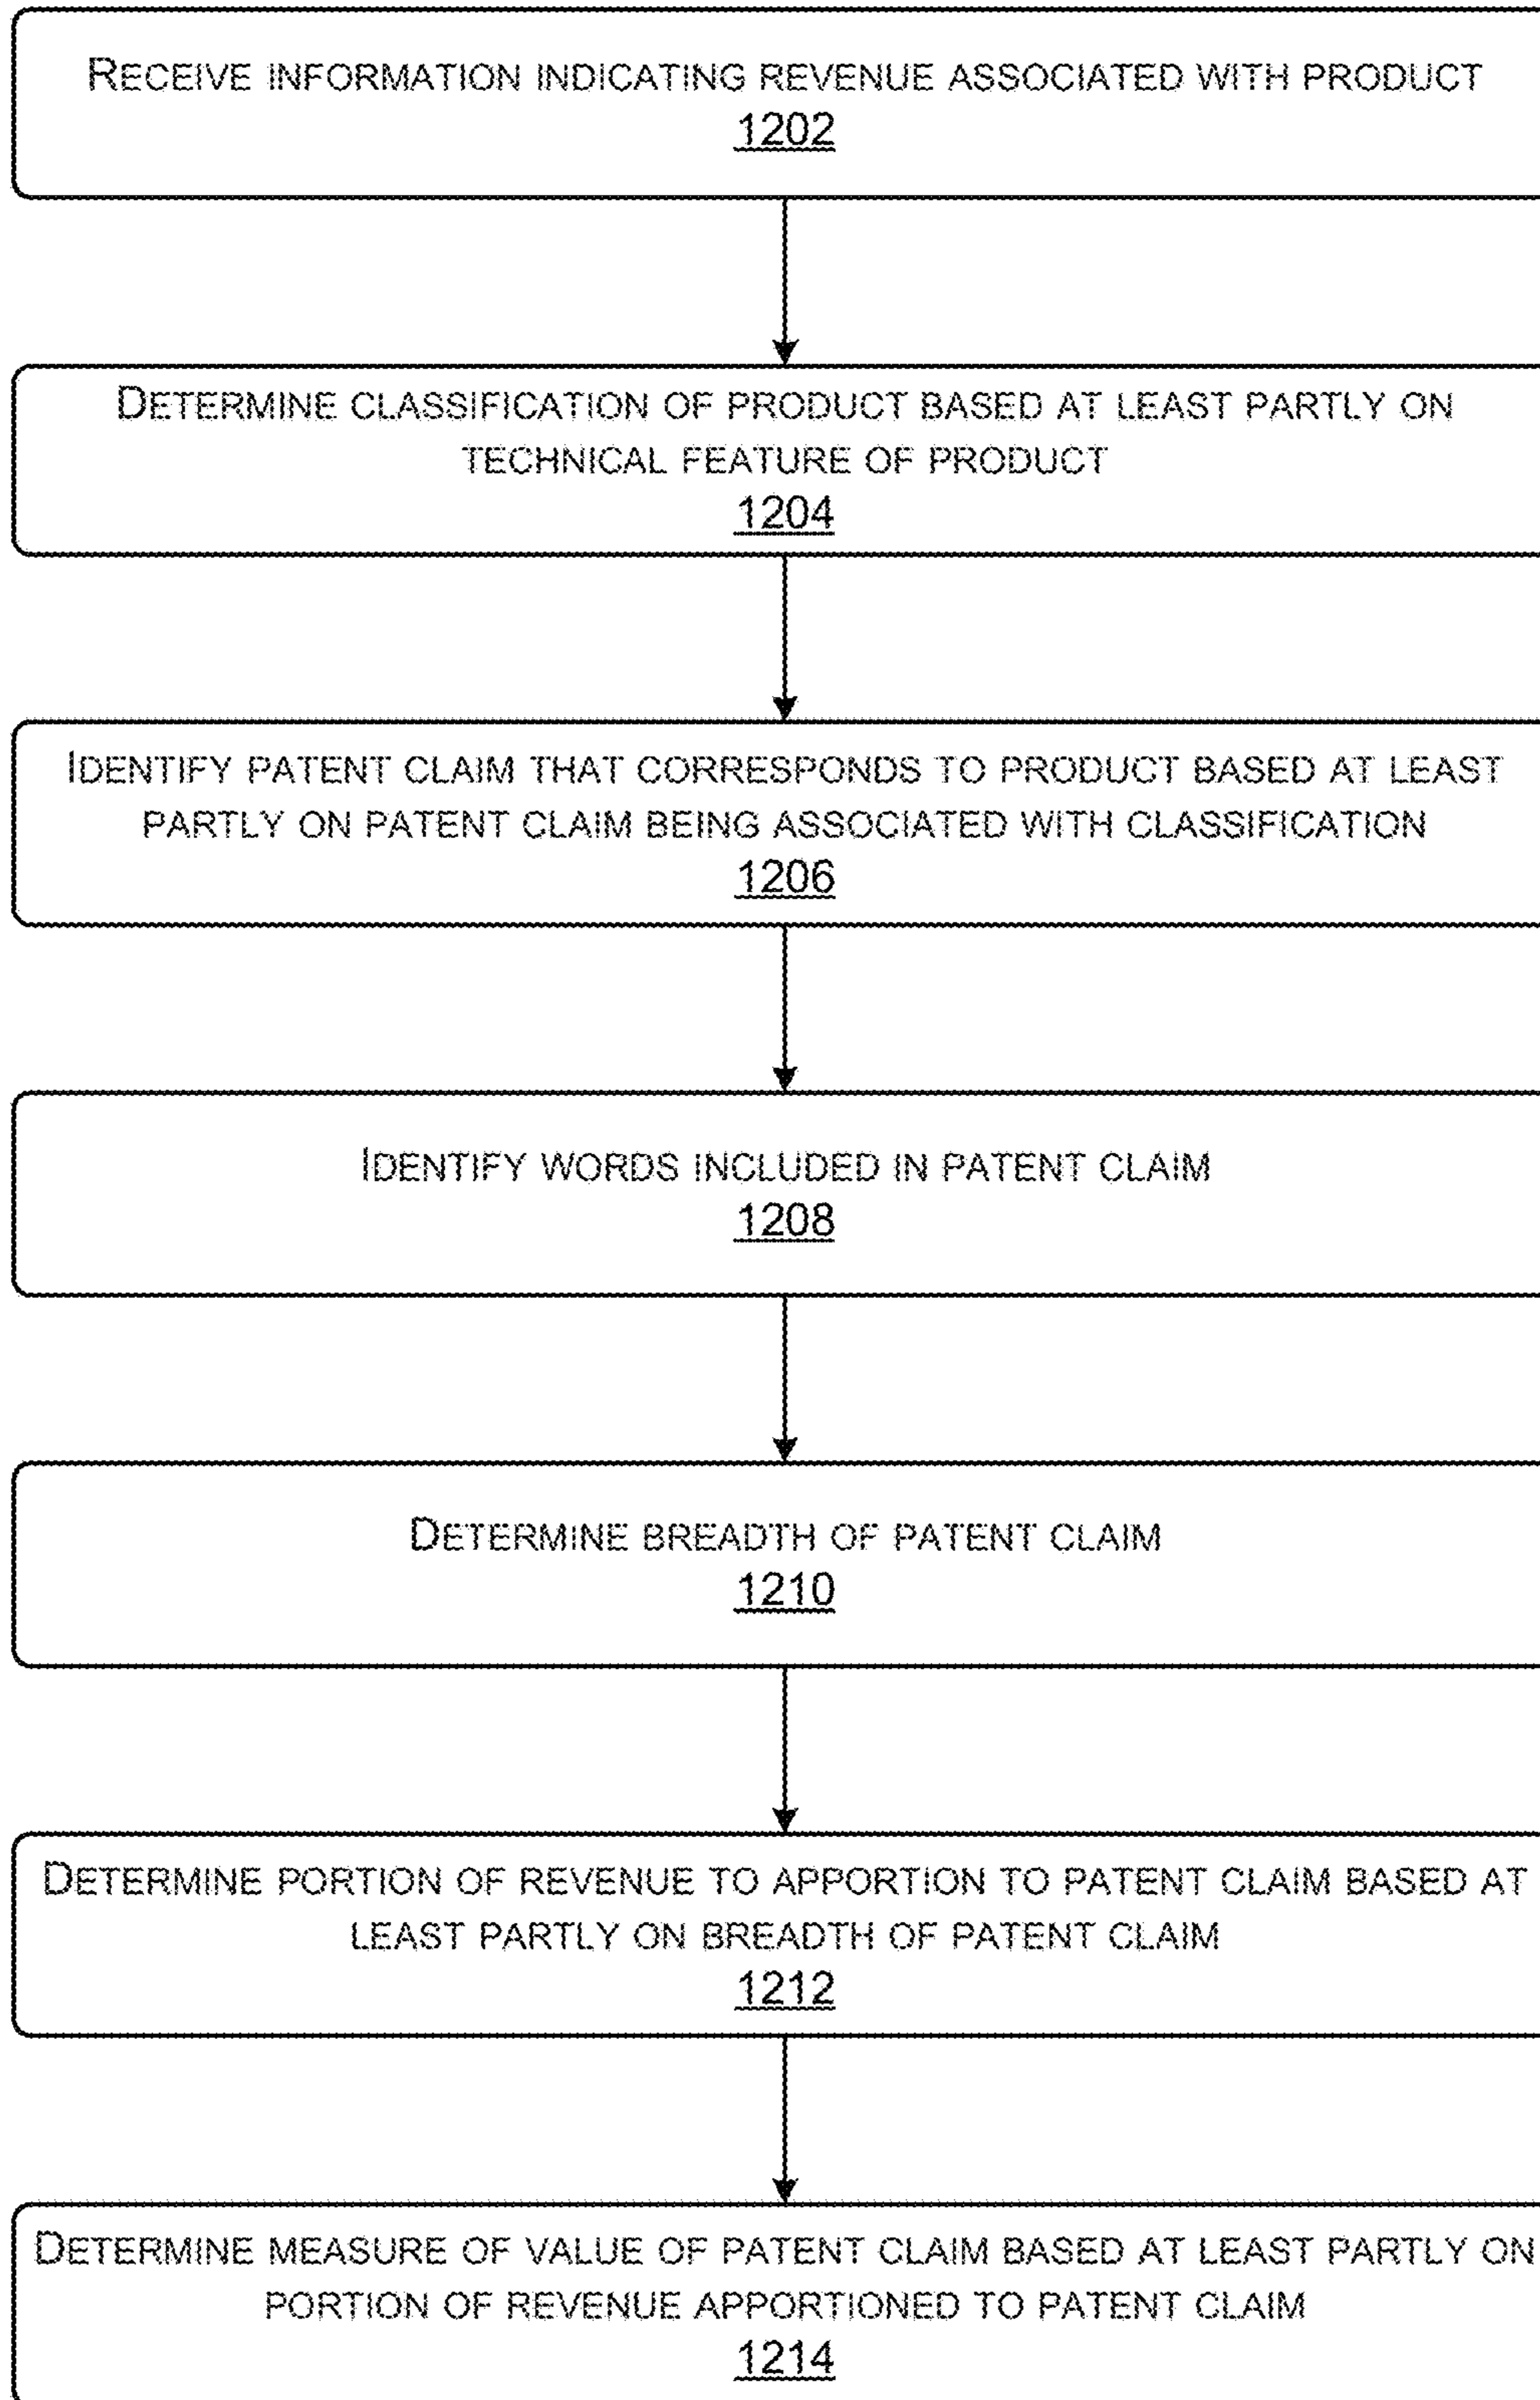 RECEIVE INFORMATION INDICATING REVENUE ASSOCIATED WITH PRODUCT
1202
DETERMINE CLASSIFICATION OF PRODUCT BASED AT LEAST PARTLY ON
TECHNICAL FEATURE OF PRODUCT
1204
IDENTIFY PATENT CLAIM THAT CORRESPONDS TO PRODUCT BASED AT LEAST
PARTLY ON PATENT CLAIM BEING ASSOCIATED WITH CLASSIFICATION
1206
IDENTIFY WORDS INCLUDED IN PATENT CLAIM
1208
DETERMINE BREADTH OF PATENT CLAIM
1210
DETERMINE PORTION OF REVENUE TO APPORTION TO PATENT CLAIM BASED AT
LEAST PARTLY ON BREADTH OF PATENT CLAIM
1212
DETERMINE MEASURE OF VALUE OF PATENT CLAIM BASED AT LEAST PARTLY ON
PORTION OF REVENUE APPORTIONED TO PATENT CLAIM
1214